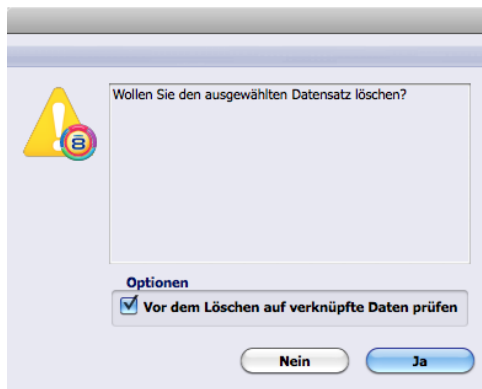 Wollen Sie den ausgewählten Datensatz löschen?
Optionen
Vor dem Löschen auf verknüpfte Daten prüfen
Nein
Ja